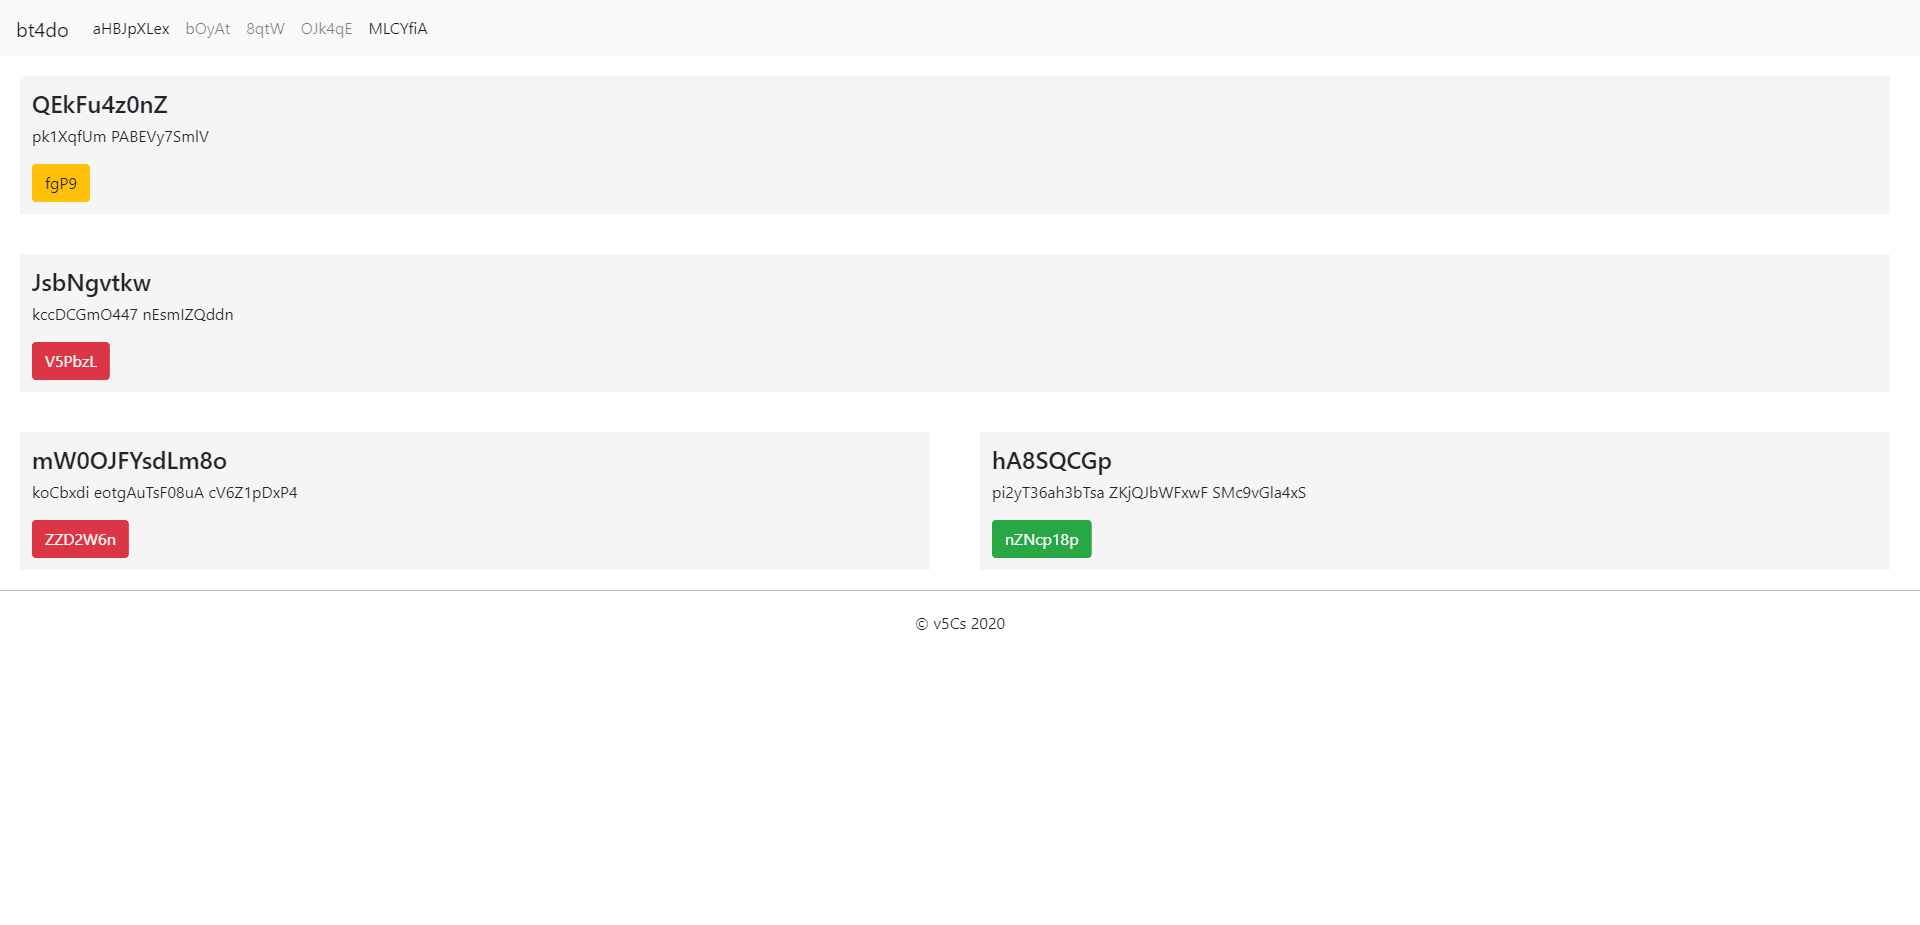 bt4do aHBJpXLex bOyAt 8qtW OJk4qE MLCYfiA
QEkFu4z0nZ
pk1XqfUm PABEVy7SmlV
fgP9
JsbNgvtkw
kccDCGmO447 nEsmIZQddn
V5PbzL
mW0OJFYsdLm8o
koCbxdi eotgAuTsF08uA cV6Z1pDxP4
ZZD2W6n
hA8SQCGp
pi2yT36ah3bTsa ZKjQJbWFxwF SMc9vGla4xS
nZNcp18p
© v5Cs 2020